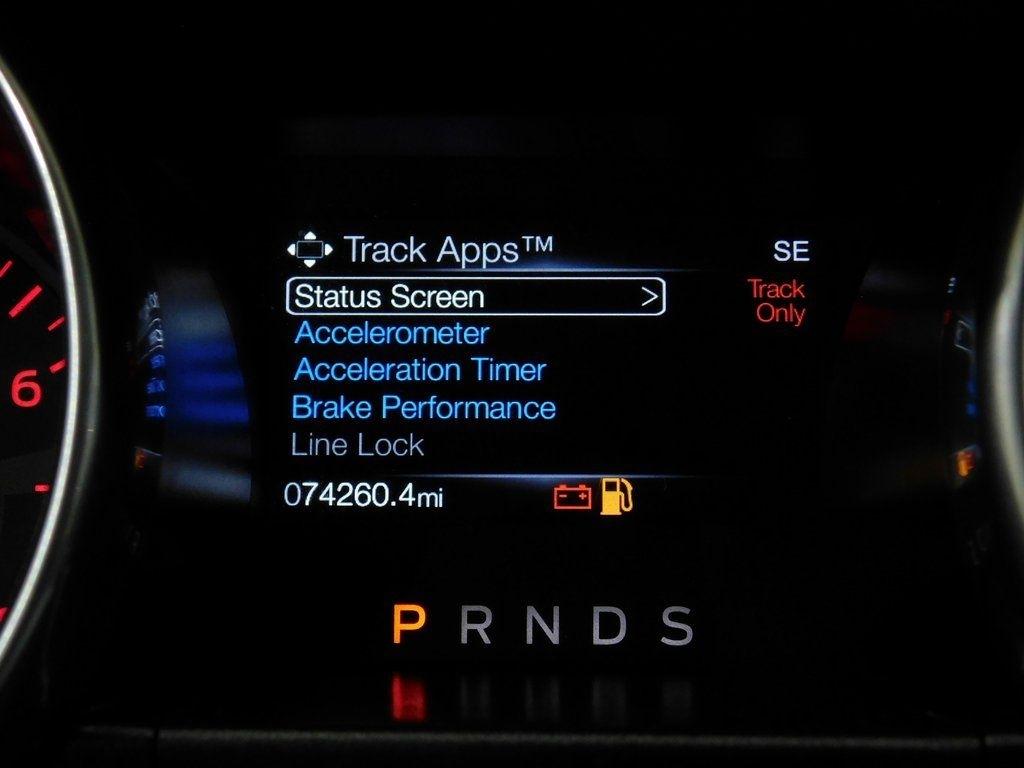 Track Apps™
SE
Status Screen >
Track
Only
Accelerometer
Acceleration Timer
Brake Performance
Line Lock
6
074260.4mi
P R N D S